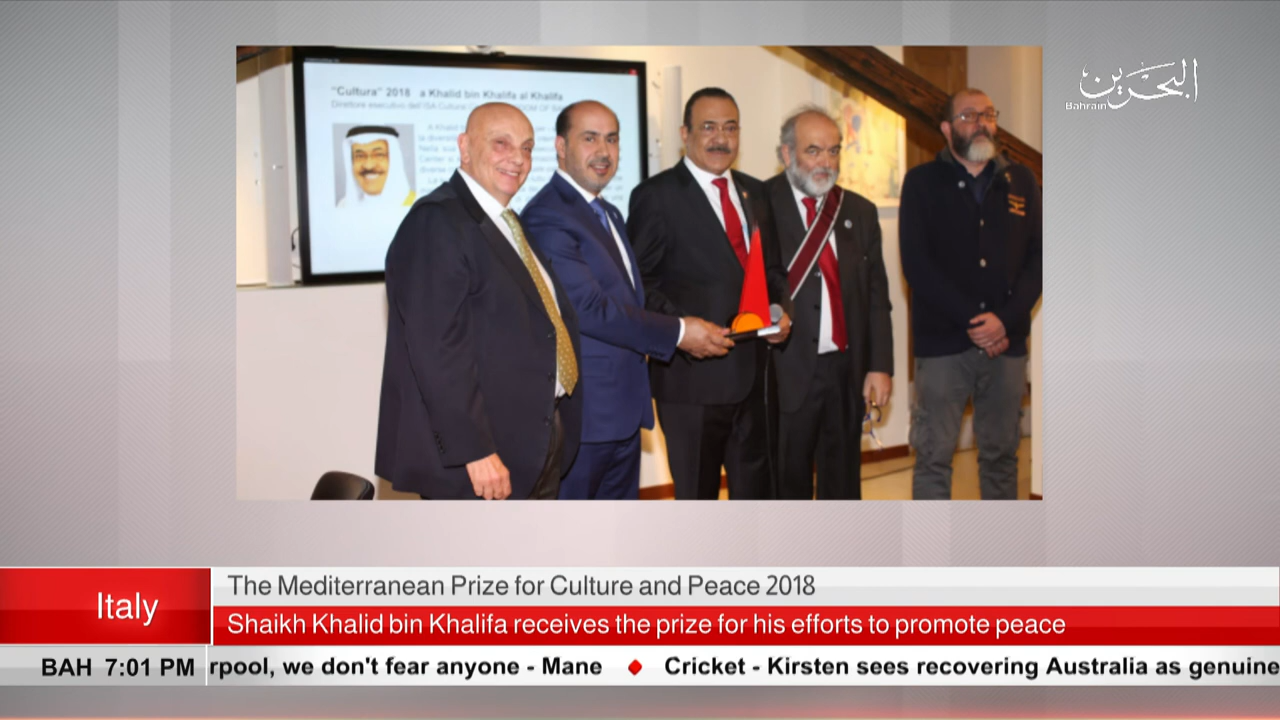 "Cultura" 2018 a Khalid bin Khalifa al Khalifa
البحرين
Bahrain
Italy
The Mediterranean Prize for Culture and Peace 2018
Shaikh Khalid bin Khalifa receives the prize for his efforts to promote peace
BAH 7:01 PM rpool, we don't fear anyone - Mane Cricket - Kirsten sees recovering Australia as genuine